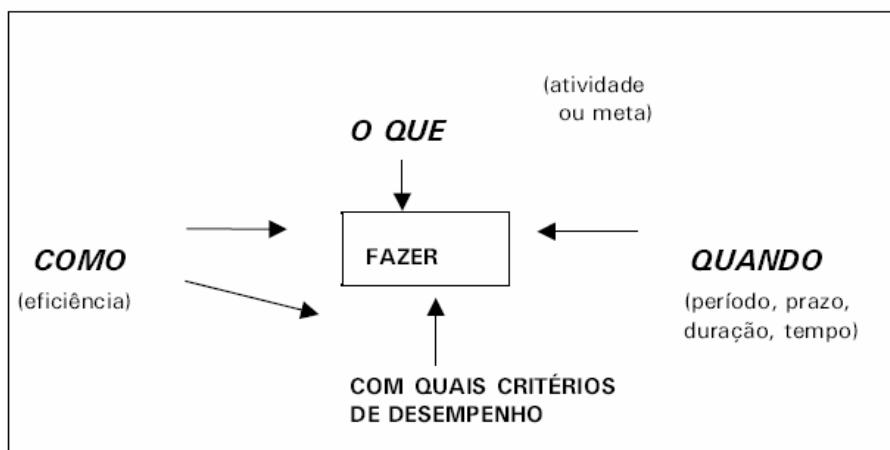 (atividade
ou meta)
O QUE
FAZER
COMO
(eficiência)
QUANDO
(período, prazo,
duração, tempo)
COM QUAIS CRITÉRIOS
DE DESEMPENHO